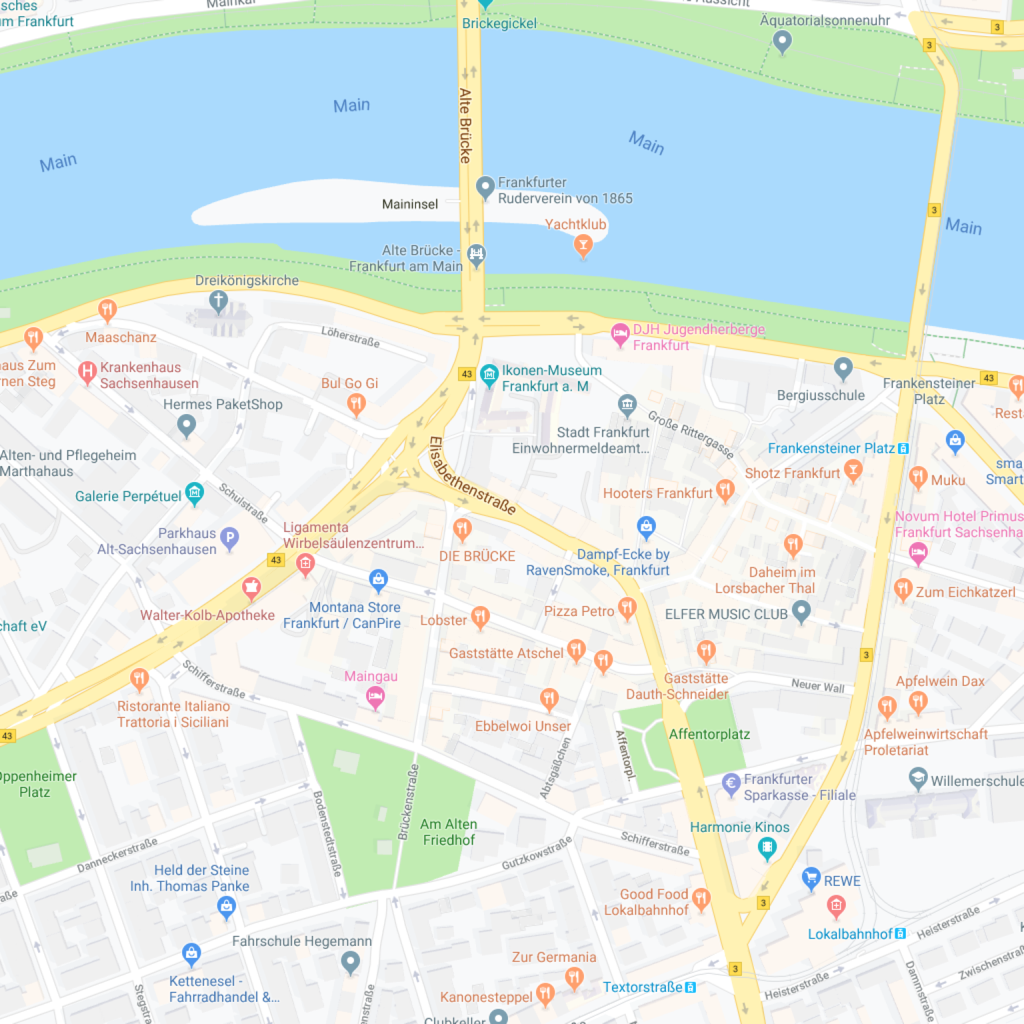 sches
um Frankfurt
Mainkai
Brickegickel
Aussicht
Äquatorialsonnenuhr
3
3
Main
Alte Brücke
Main
Main
Frankfurter
Ruderverein von 1865
Maininsel
3
Yachtklub
Main
Alte Brücke -
Frankfurt am Main
Dreikönigskirche
Maaschanz
Löherstraße
DJH Jugendherberge
Frankfurt
haus Zum
rnen Steg
Krankenhaus
Sachsenhausen
Bul Go Gi
43
Ikonen-Museum
Frankfurt a. M
Bergiusschule
Frankensteiner
Platz
43
Resta
Hermes PaketShop
Große Rittergasse
Stadt Frankfurt
Einwohnermeldeamt...
Alten- und Pflegeheim
Marthahaus
Elisabethenstraße
Frankensteiner Platz
sma
Smart
Shotz Frankfurt
Muku
Galerie Perpétuel
Schulstraße
Hooters Frankfurt
Novum Hotel Primus
Frankfurt Sachsenha
Parkhaus
Alt-Sachsenhausen
Ligamenta
Wirbelsäulenzentrum...
DIE BRÜCKE
Dampf-Ecke by
RavenSmoke, Frankfurt
43
Daheim im
Lorsbacher Thal
Zum Eichkatzerl
Walter-Kolb-Apotheke
Montana Store
Frankfurt / CanPire
Lobster
Pizza Petro
ELFER MUSIC CLUB
chaft eV
Gaststätte Atschel
3
Schifferstraße
Maingau
Gaststätte
Dauth-Schneider
Neuer Wall
Apfelwein Dax
Ristorante Italiano
Trattoria i Siciliani
Ebbelwoi Unser
Affentorplatz
Apfelweinwirtschaft
Proletariat
43
Affentorpl.
Abtsgäßchen
Oppenheimer
Platz
Frankfurter
Sparkasse - Filiale
Willemerschule
Brückenstraße
Bodenstedtstraße
Am Alten
Friedhof
Harmonie Kinos
Schifferstraße
Danneckerstraße
Gutzkowstraße
Held der Steine
Inh. Thomas Panke
REWE
Good Food
Lokalbahnhof
3
Lokalbahnhof
Heisterstraße
Fahrschule Hegemann
Zur Germania
3
Kettenesel -
Fahrradhandel &...
Textorstraße
Heisterstraße
Zwischenstraße
Dammstraße
Stegstraße
Kanonesteppel
Clubkeller